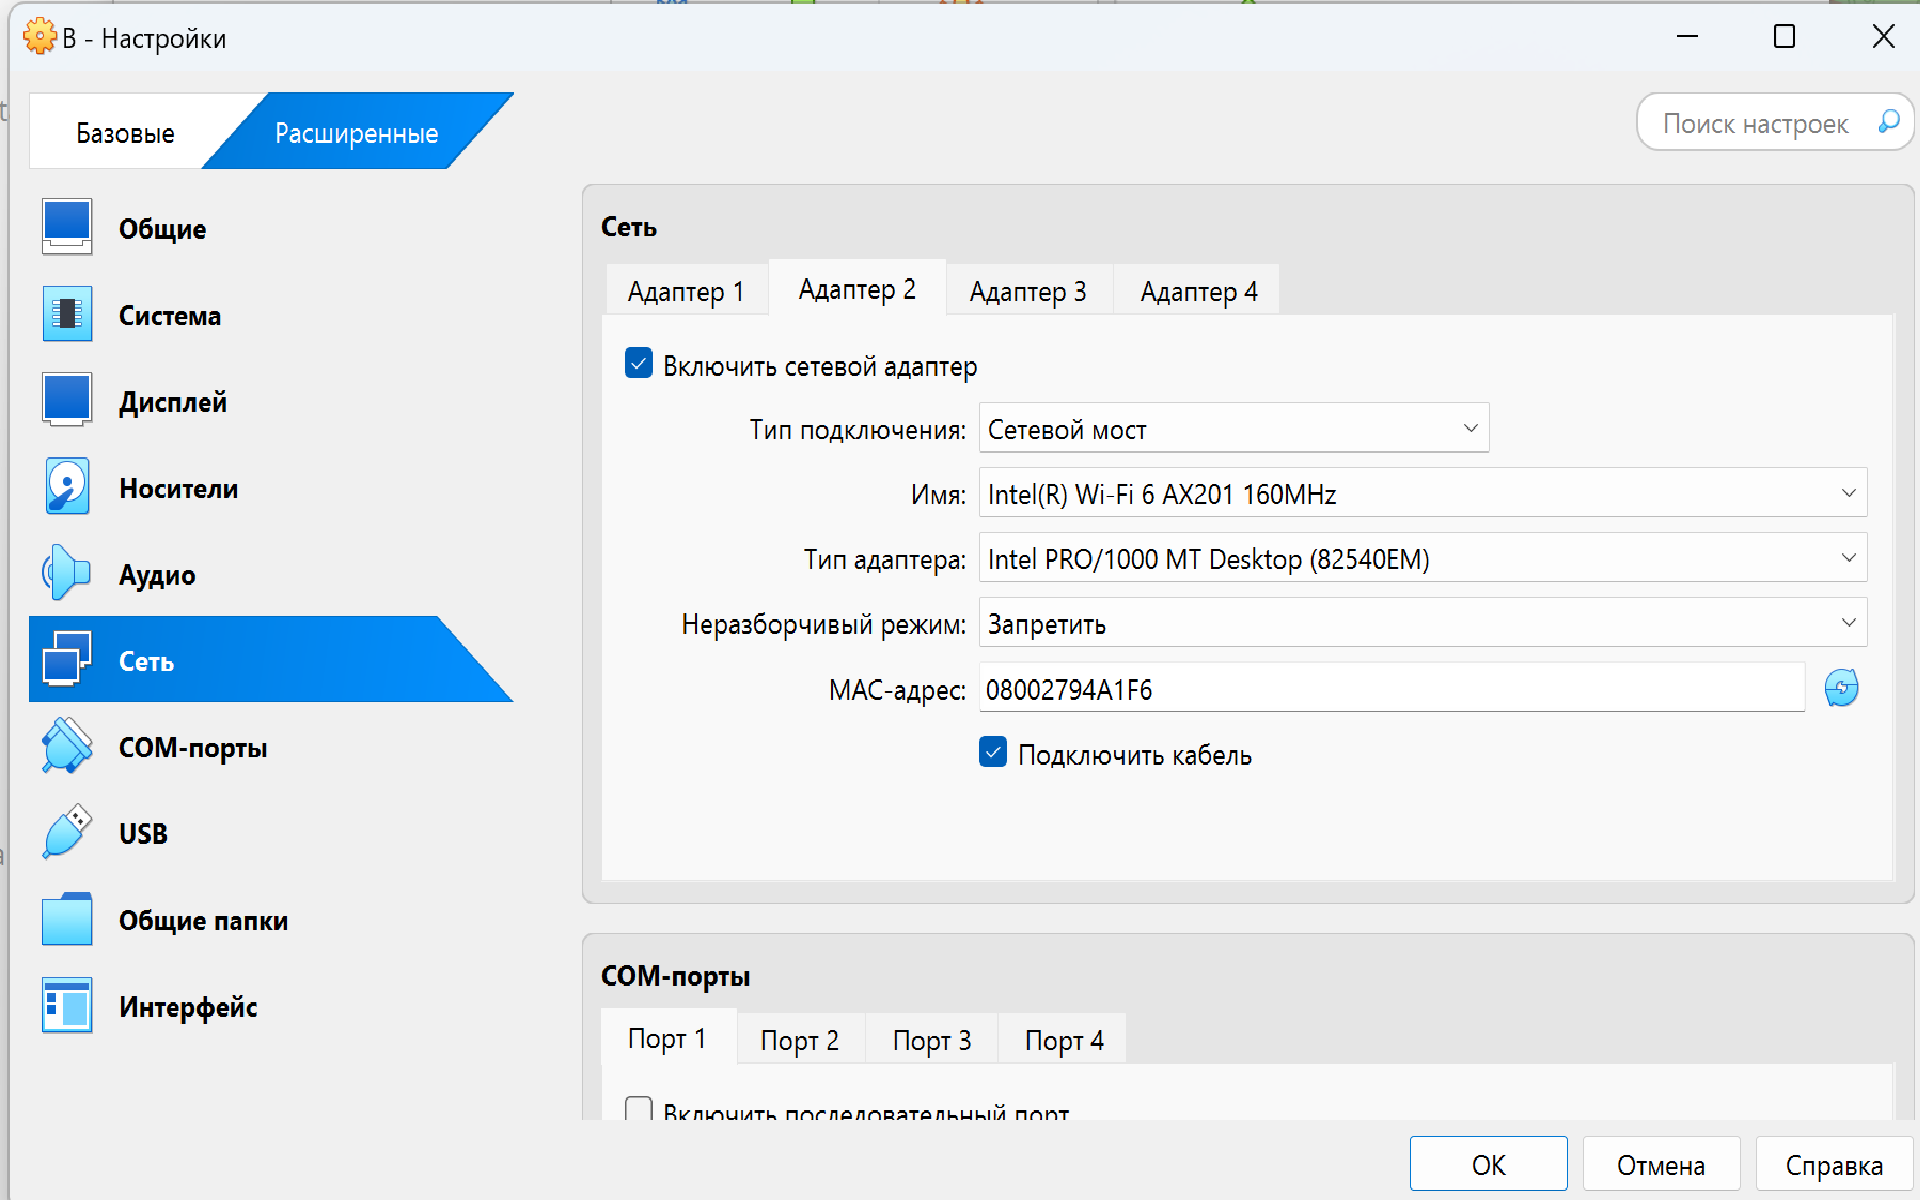 В - Настройки
Базовые
Расширенные
Поиск настроек
Общие
Система
Дисплей
Носители
Аудио
Сеть
COM-порты
USB
Общие папки
Интерфейс
Сеть
Адаптер 1
Адаптер 2
Адаптер 3
Адаптер 4
Включить сетевой адаптер
Тип подключения: Сетевой мост
Имя: Intel(R) Wi-Fi 6 AX201 160MHz
Тип адаптера: Intel PRO/1000 MT Desktop (82540EM)
Неразборчивый режим: Запретить
MAC-адрес: 08002794A1F6
Подключить кабель
COM-порты
Порт 1
Порт 2
Порт 3
Порт 4
Включить последовательный порт
OK
Отмена
Справка